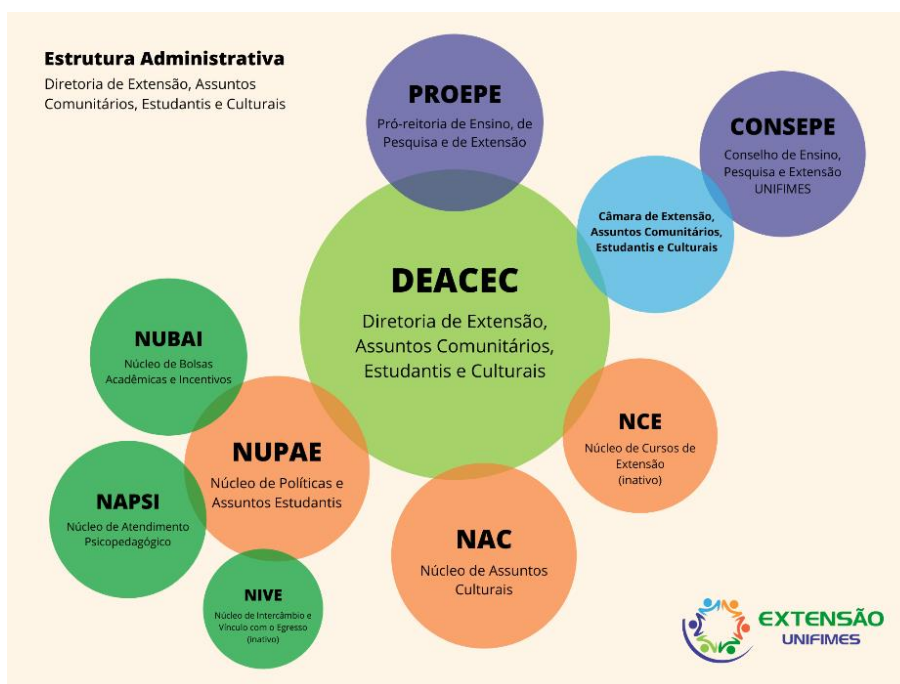 Estrutura Administrativa
Diretoria de Extensão, Assuntos
Comunitários, Estudantis e Culturais
PROEPE
Pró-reitoria de Ensino, de
Pesquisa e de Extensão
CONSEPE
Conselho de Ensino,
Pesquisa e Extensão
UNIFIMES
Câmara de Extensão,
Assuntos Comunitários,
Estudantis e Culturais
DEACEC
Diretoria de Extensão,
Assuntos Comunitários,
Estudantis e Culturais
NUBAI
Núcleo de Bolsas
Acadêmicas e Incentivos
NUPAE
Núcleo de Políticas e
Assuntos Estudantis
NAPSI
Núcleo de Atendimento
Psicopedagógico
NIVE
Núcleo de Intercâmbio e
Vínculo com o Egresso
(inativo)
NAC
Núcleo de Assuntos
Culturais
NCE
Núcleo de Cursos de
Extensão
(inativo)
EXTENSÃO
UNIFIMES